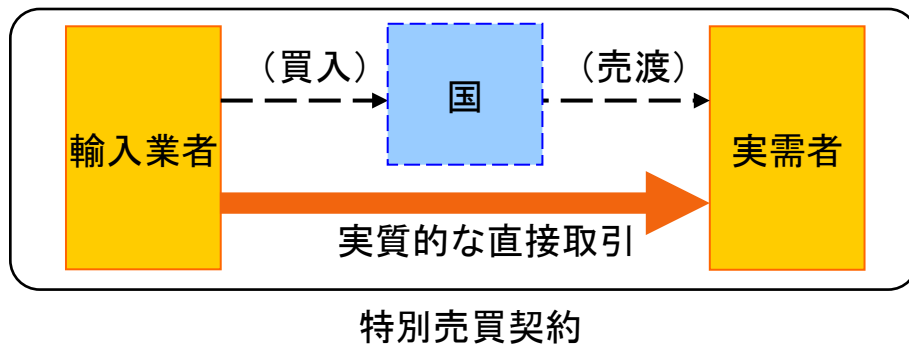 （買入）
国
（売渡）
輸入業者
実需者
実質的な直接取引
特別売買契約